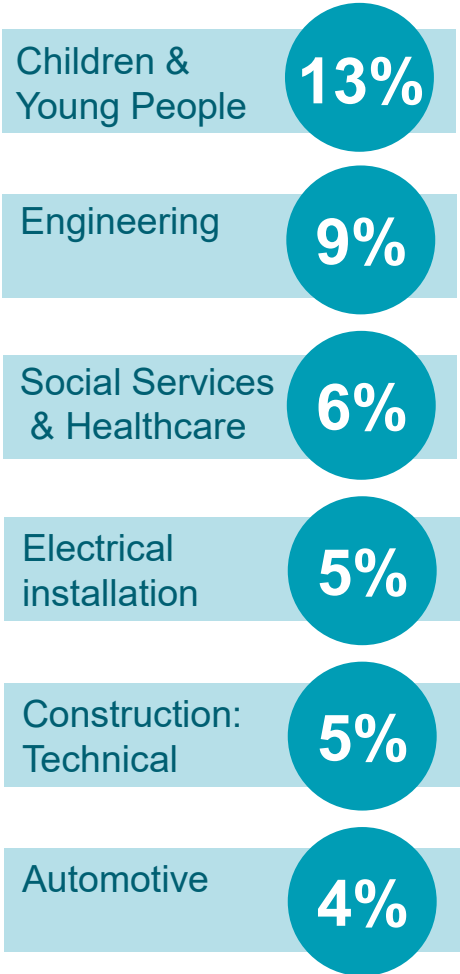 Children &
Young People
13%
Engineering
9%
Social Services
& Healthcare
6%
Electrical
installation
5%
Construction:
Technical
5%
Automotive
4%